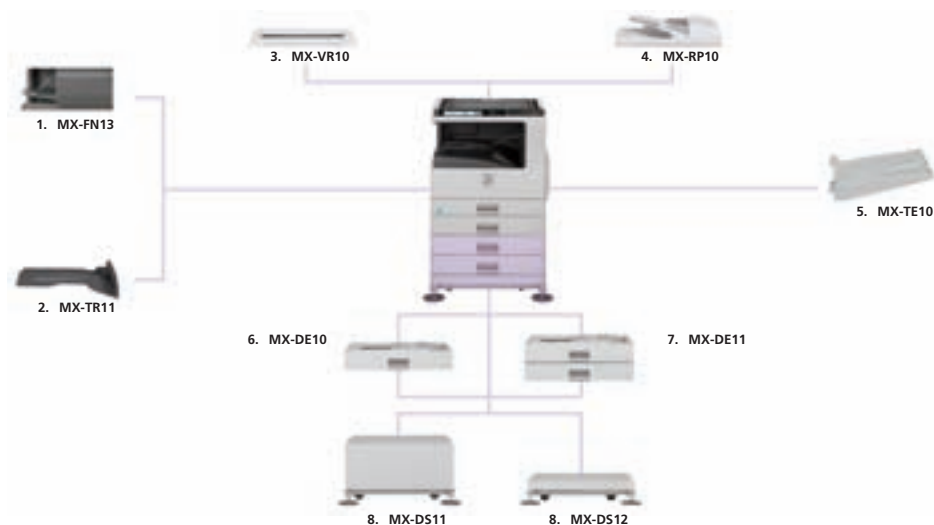 3. MX-VR10
4. MX-RP10
1. MX-FN13
5. MX-TE10
2. MX-TR11
6. MX-DE10
7. MX-DE11
8. MX-DS11
8. MX-DS12